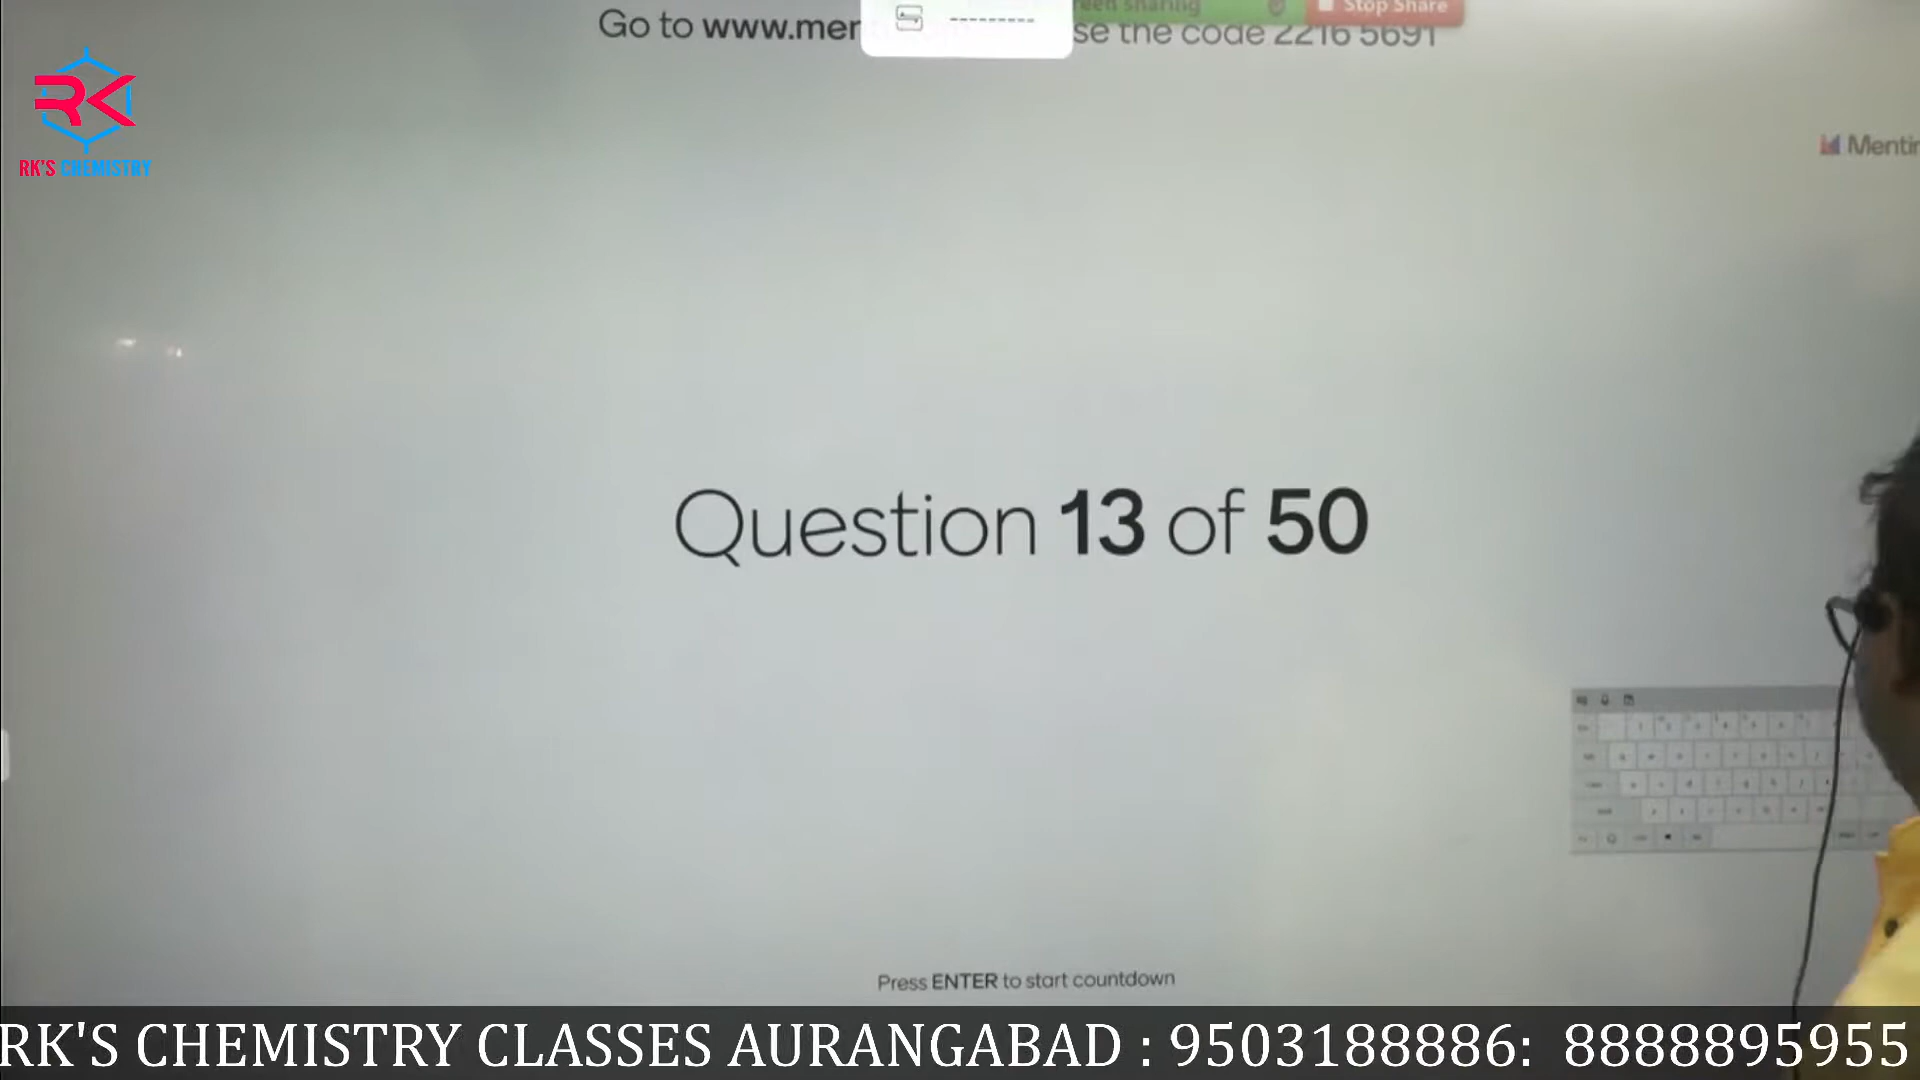 Go to www.mer
se the code 2216 5691
Stop Share
RK
RK'S CHEMISTRY
Mentir
Question 13 of 50
Press ENTER to start countdown
RK'S CHEMISTRY CLASSES AURANGABAD : 9503188886: 8888895955